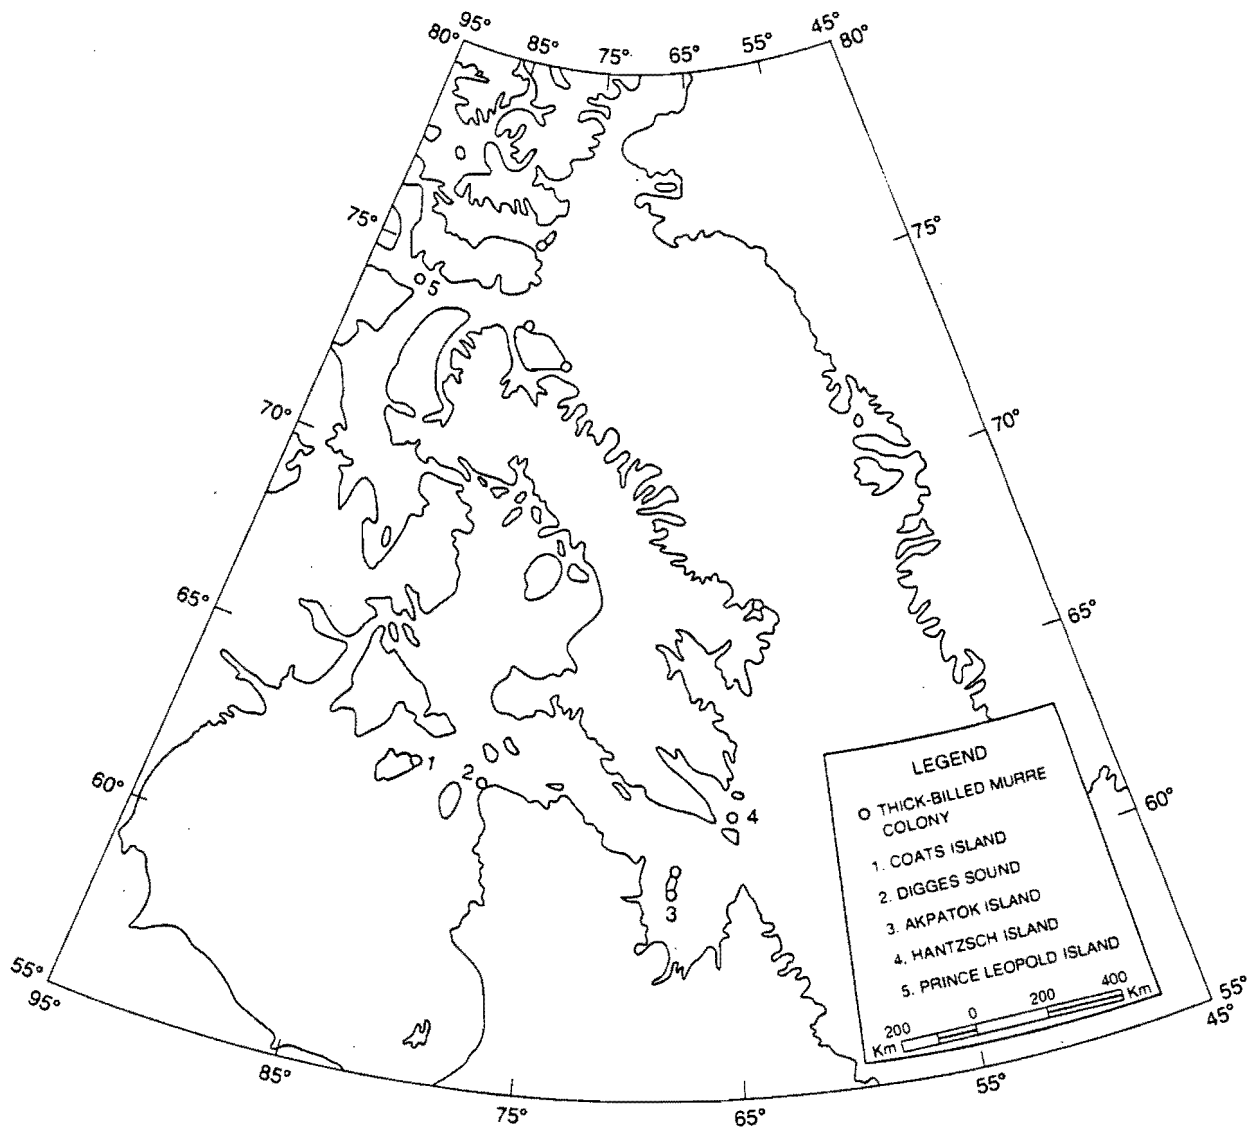 95° 85° 75° 65° 55° 45°
80° 80°
75° 75°
5
70° 70°
65° 65°
1
2
60° 60°
4
3
LEGEND
O THICK-BILLED MURRE
COLONY
1. COATS ISLAND
2. DIGGES SOUND
3. AKPATOK ISLAND
4. HANTZSCH ISLAND
5. PRINCE LEOPOLD ISLAND
200 0 200 400
Km Km
55° 55°
95° 85° 75° 65° 55° 45°